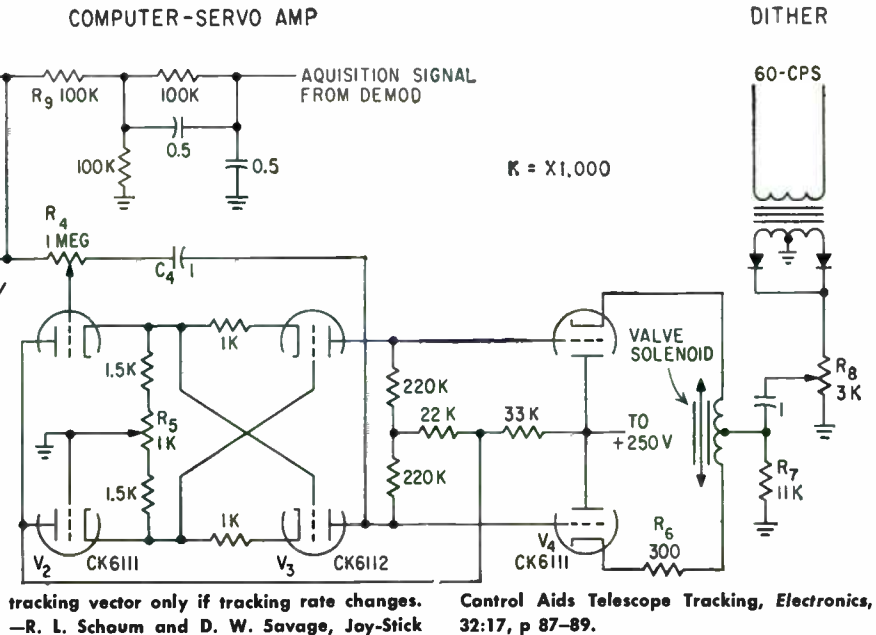 COMPUTER-SERVO AMP
DITHER
60-CPS
AQUISITION SIGNAL
FROM DEMOD
R9 100K
100K
0.5
100K
0.5
K = X1,000
R4
1 MEG
C4
1
1K
1.5K
R5
1K
1.5K
1K
220K
22K
33K
220K
TO
+250V
VALVE
SOLENOID
R8
3K
1
R7
11K
R6
300
V2
CK6111
V3
CK6112
V4
CK6111
tracking vector only if tracking rate changes.
—R. L. Schoum and D. W. Savage, Joy-Stick
Control Aids Telescope Tracking, Electronics,
32:17, p 87–89.